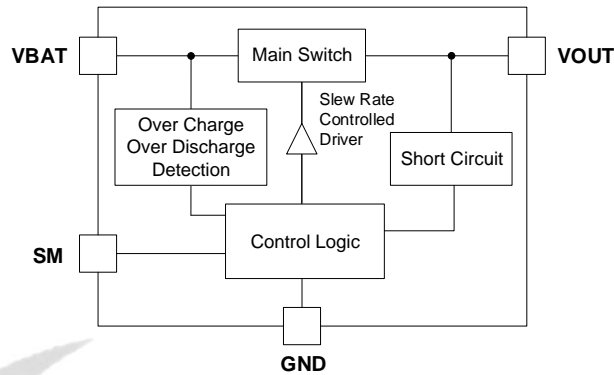 VBAT
Main Switch
VOUT
Slew Rate
Controlled
Driver
Over Charge
Over Discharge
Detection
Short Circuit
Control Logic
SM
GND